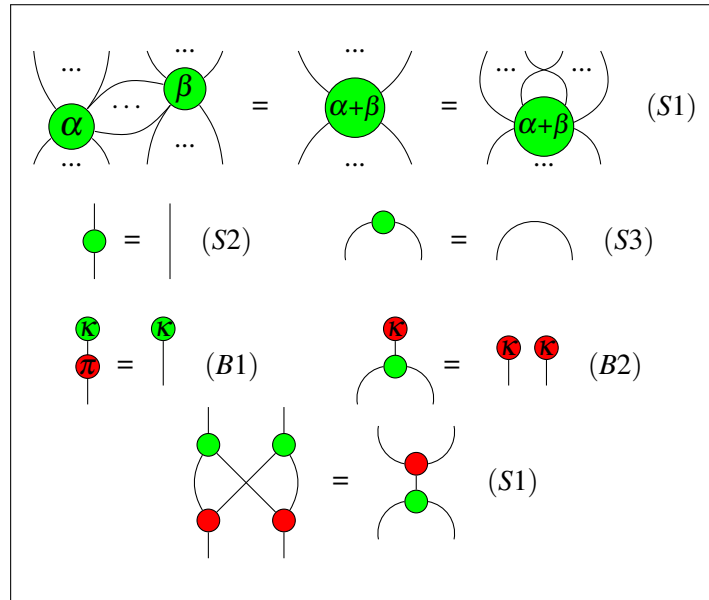 ... ...
α ... β = α+β = α+β (S1)
... ... ... ...
= (S2) = (S3)
κ κ κ κ κ
π = (B1) = (B2)
= (S1)